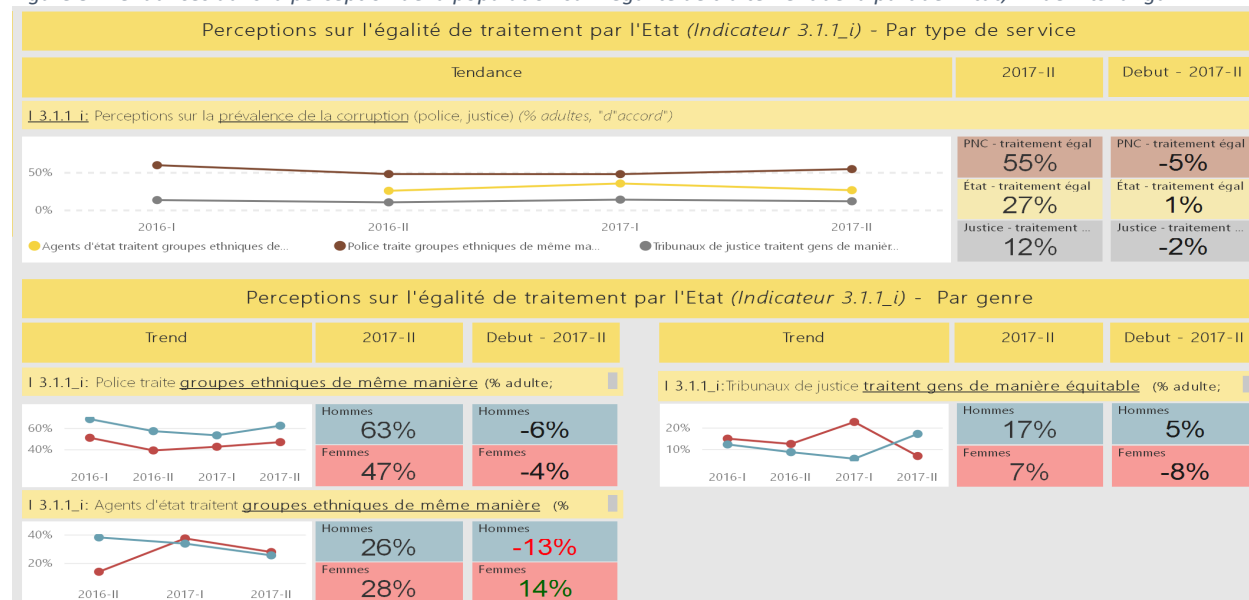 Perceptions sur l'égalité de traitement par l'Etat (Indicateur 3.1.1_i) - Par type de service
Tendance
2017-II
Debut - 2017-II
I 3.1.1_i: Perceptions sur la prévalence de la corruption (police, justice) (% adultes, "d"accord")
50%
0%
2016-I
2016-II
2017-I
2017-II
Agents d'état traitent groupes ethniques de...
Police traite groupes ethniques de même ma...
Tribunaux de justice traitent gens de manièr...
PNC - traitement égal
55%
État - traitement égal
27%
Justice - traitement ...
12%
PNC - traitement égal
-5%
État - traitement égal
1%
Justice - traitement ...
-2%
Perceptions sur l'égalité de traitement par l'Etat (Indicateur 3.1.1_i) - Par genre
Trend
2017-II
Debut - 2017-II
I 3.1.1_i: Police traite groupes ethniques de même manière (% adulte;
60%
40%
2016-I
2016-II
2017-I
2017-II
Hommes
63%
Femmes
47%
Hommes
-6%
Femmes
-4%
I 3.1.1_i: Agents d'état traitent groupes ethniques de même manière (%
40%
20%
2016-II
2017-I
2017-II
Hommes
26%
Femmes
28%
Hommes
-13%
Femmes
14%
Trend
2017-II
Debut - 2017-II
I 3.1.1_i:Tribunaux de justice traitent gens de manière équitable (% adulte;
20%
10%
2016-I
2016-II
2017-I
2017-II
Hommes
17%
Femmes
7%
Hommes
5%
Femmes
-8%